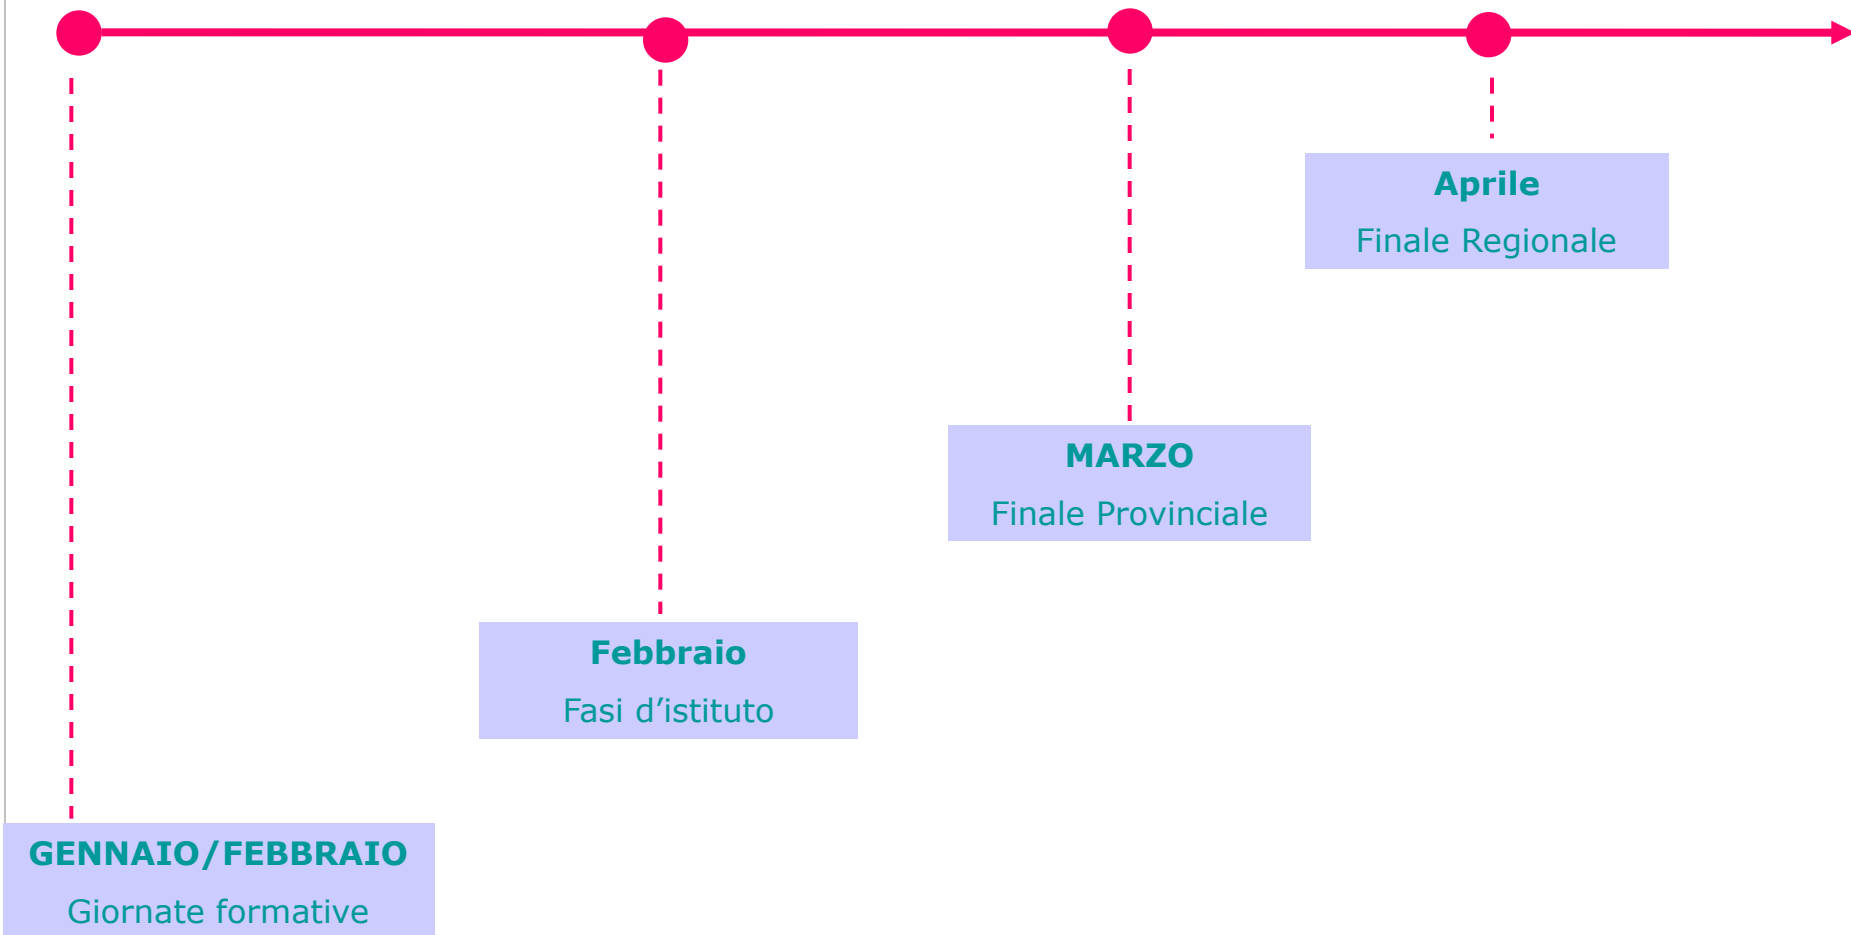 Aprile
Finale Regionale
MARZO
Finale Provinciale
Febbraio
Fasi d’istituto
GENNAIO/FEBBRAIO
Giornate formative